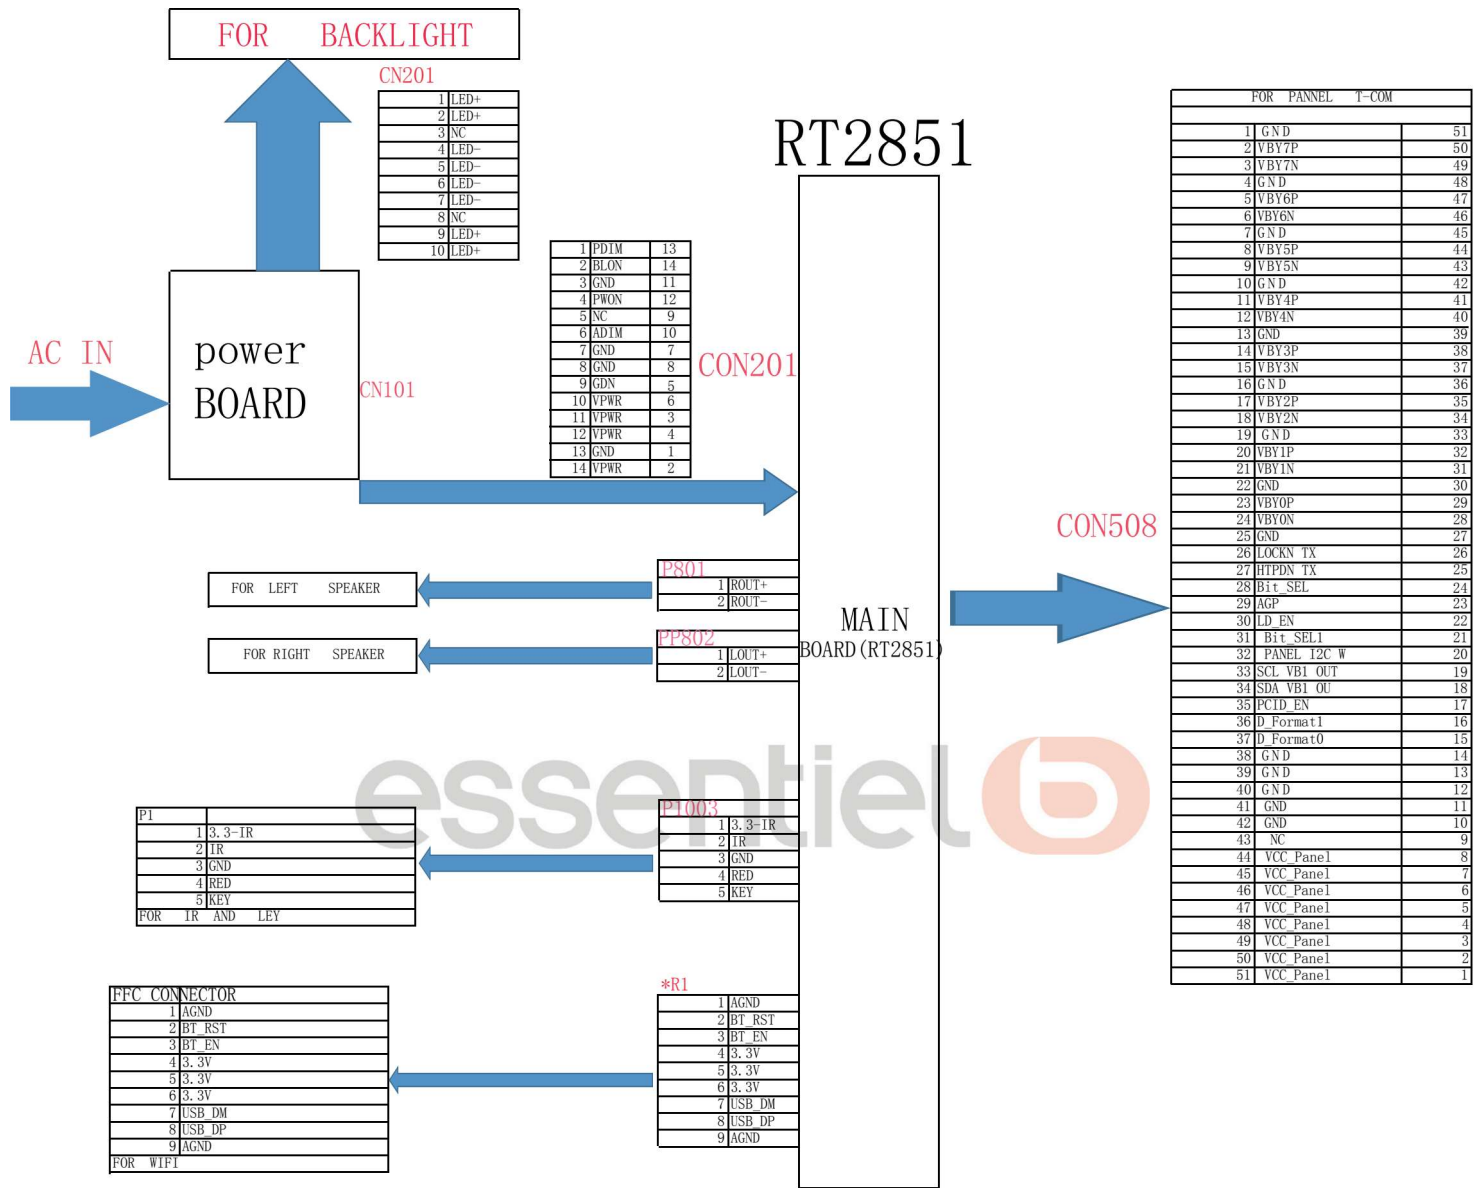 FOR BACKLIGHT
CN201
1 LED+
2 LED+
3 NC
4 LED-
5 LED-
6 LED-
7 LED-
8 NC
9 LED+
10 LED+
AC IN
power
BOARD
CN101
1 PDIM 13
2 BLON 14
3 GND 11
4 PWON 12
5 NC 9
6 ADIM 10
7 GND 7
8 GND 8
9 GDN 5
10 VPWR 6
11 VPWR 3
12 VPWR 4
13 GND 1
14 VPWR 2
CON201
RT2851
MAIN
BOARD(RT2851)
FOR LEFT SPEAKER
P801
1 ROUT+
2 ROUT-
FOR RIGHT SPEAKER
PP802
1 LOUT+
2 LOUT-
essentiel b
P1
1 3.3-IR
2 IR
3 GND
4 RED
5 KEY
FOR IR AND LEY
P1003
1 3.3-IR
2 IR
3 GND
4 RED
5 KEY
FFC CONNECTOR
1 AGND
2 BT_RST
3 BT_EN
4 3.3V
5 3.3V
6 3.3V
7 USB_DM
8 USB_DP
9 AGND
FOR WIFI
*R1
1 AGND
2 BT_RST
3 BT_EN
4 3.3V
5 3.3V
6 3.3V
7 USB_DM
8 USB_DP
9 AGND
CON508
FOR PANNEL T-COM
1 GND 51
2 VBY7P 50
3 VBY7N 49
4 GND 48
5 VBY6P 47
6 VBY6N 46
7 GND 45
8 VBY5P 44
9 VBY5N 43
10 GND 42
11 VBY4P 41
12 VBY4N 40
13 GND 39
14 VBY3P 38
15 VBY3N 37
16 GND 36
17 VBY2P 35
18 VBY2N 34
19 GND 33
20 VBY1P 32
21 VBY1N 31
22 GND 30
23 VBY0P 29
24 VBY0N 28
25 GND 27
26 LOCKN TX 26
27 HTPDN TX 25
28 Bit_SEL 24
29 AGP 23
30 LD_EN 22
31 Bit_SEL1 21
32 PANEL I2C W 20
33 SCL VB1 OUT 19
34 SDA VB1 OU 18
35 PCID_EN 17
36 D_Format1 16
37 D_Format0 15
38 GND 14
39 GND 13
40 GND 12
41 GND 11
42 GND 10
43 NC 9
44 VCC_Panel 8
45 VCC_Panel 7
46 VCC_Panel 6
47 VCC_Panel 5
48 VCC_Panel 4
49 VCC_Panel 3
50 VCC_Panel 2
51 VCC_Panel 1